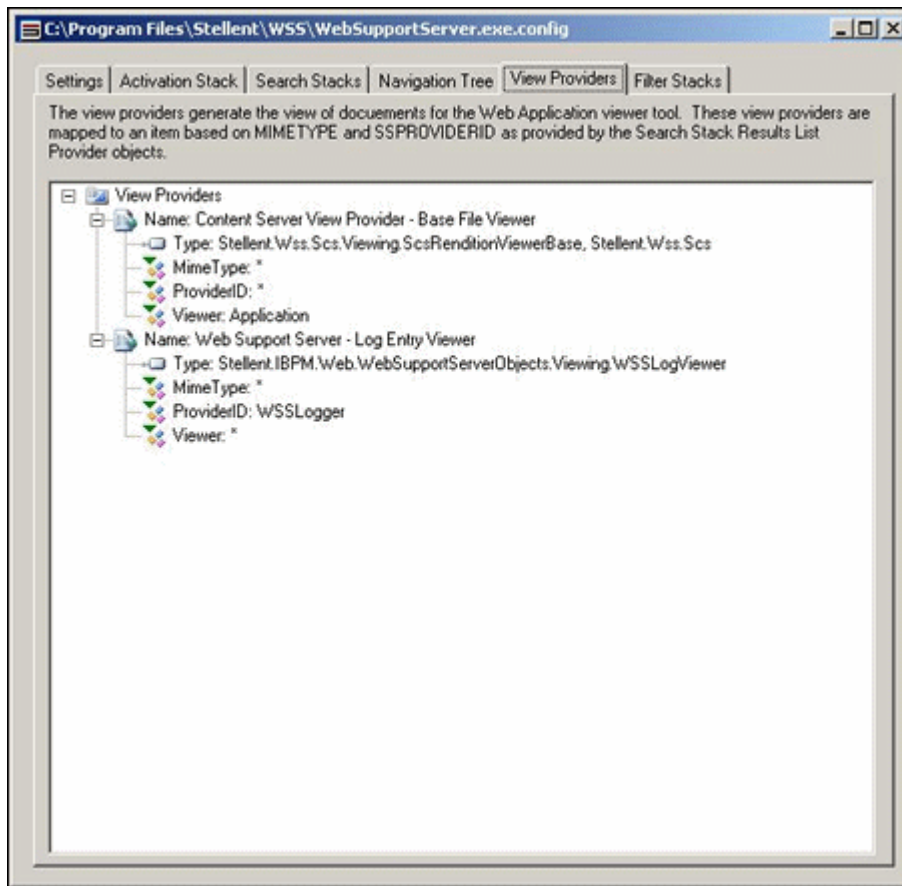 C:\Program Files\Stellent\WSS\WebSupportServer.exe.config
Settings Activation Stack Search Stacks Navigation Tree View Providers Filter Stacks
The view providers generate the view of docuements for the Web Application viewer tool. These view providers are
mapped to an item based on MIMETYPE and SSPROVIDERID as provided by the Search Stack Results List
Provider objects.
View Providers
Name: Content Server View Provider - Base File Viewer
Type: Stellent.Wss.Scs.Viewing.ScsRenditionViewerBase, Stellent.Wss.Scs
MimeType: *
ProviderID: *
Viewer: Application
Name: Web Support Server - Log Entry Viewer
Type: Stellent.IBPM.Web.WebSupportServerObjects.Viewing.WSSLogViewer
MimeType: *
ProviderID: WSSLogger
Viewer: *